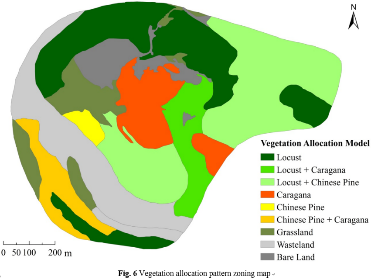 N
Vegetation Allocation Model
Locust
Locust + Caragana
Locust + Chinese Pine
Caragana
Chinese Pine
Chinese Pine + Caragana
Grassland
Wasteland
Bare Land
0 50 100 200 m
Fig. 6 Vegetation allocation pattern zoning map -